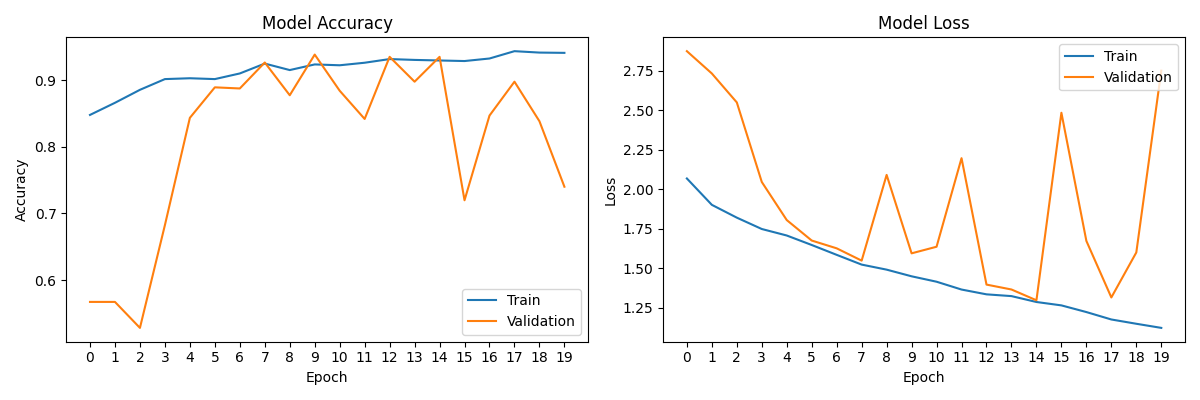 Model Accuracy
Accuracy
0.9
0.8
0.7
0.6
Train
Validation
0 1 2 3 4 5 6 7 8 9 10 11 12 13 14 15 16 17 18 19
Epoch
Model Loss
Loss
2.75
2.50
2.25
2.00
1.75
1.50
1.25
Train
Validation
0 1 2 3 4 5 6 7 8 9 10 11 12 13 14 15 16 17 18 19
Epoch